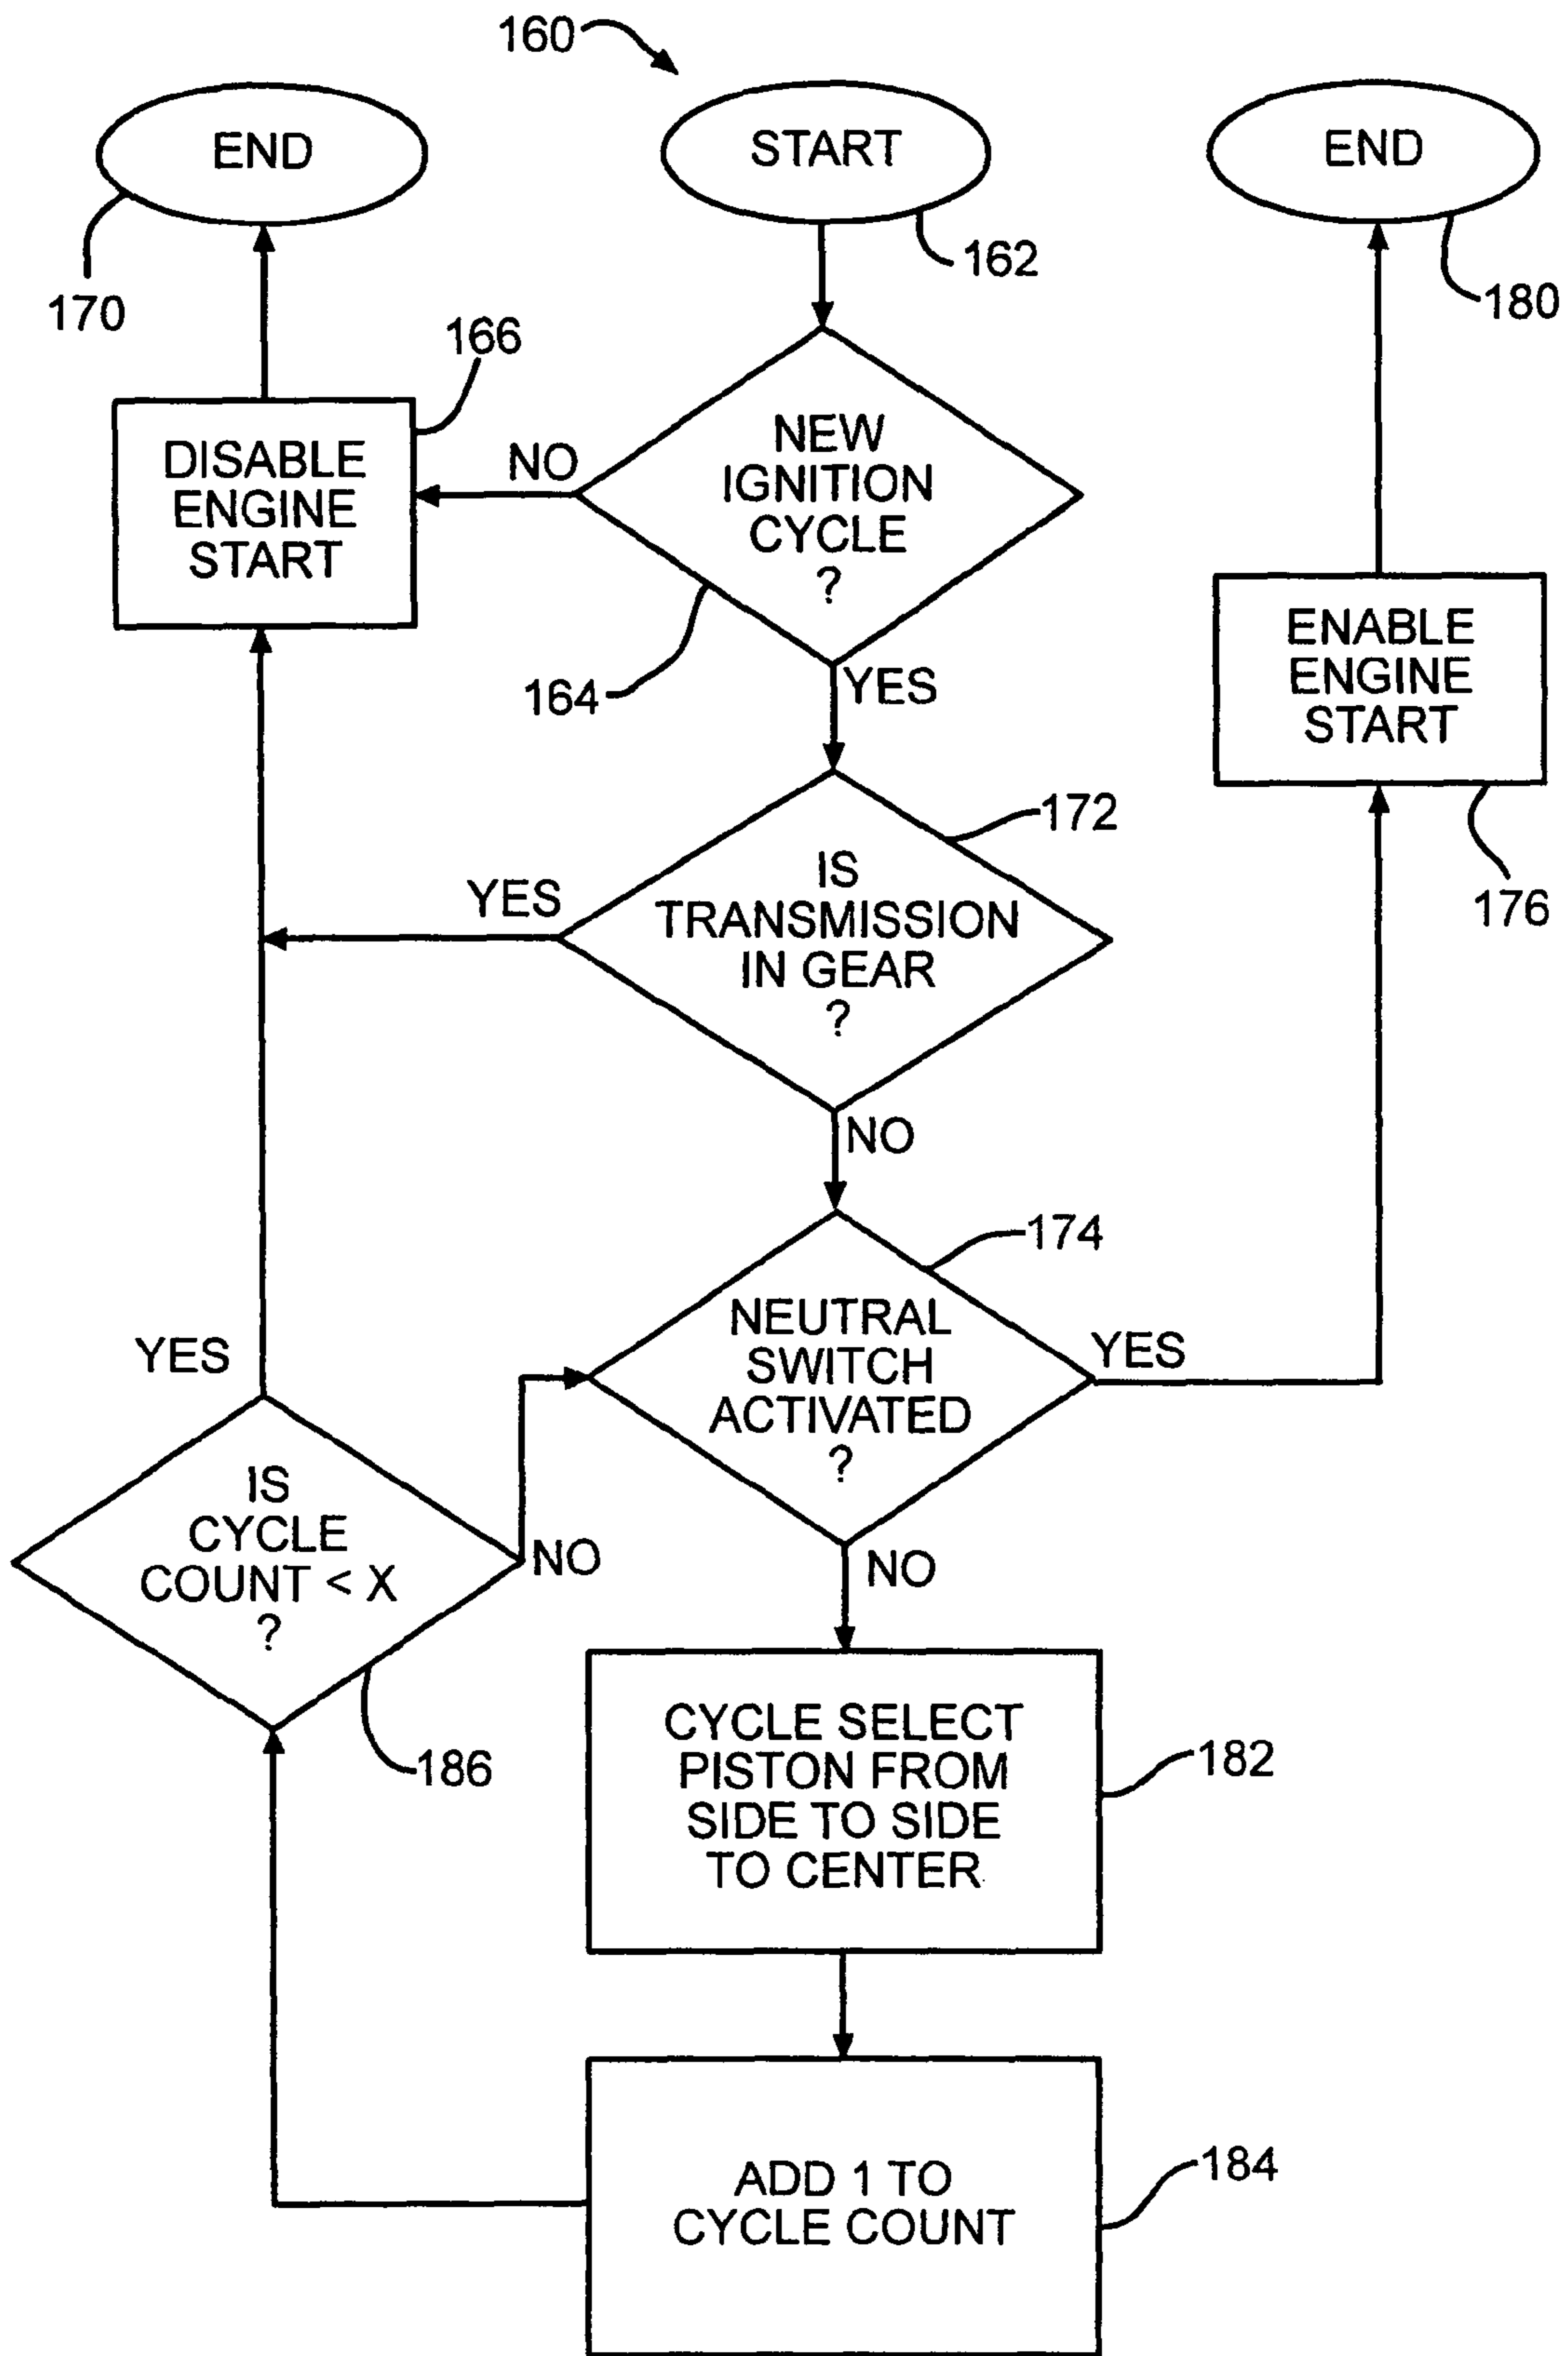 160
END
START
END
170
162
180
166
DISABLE
ENGINE
START
NO
NEW
IGNITION
CYCLE
?
164
YES
ENABLE
ENGINE
START
176
172
YES
IS
TRANSMISSION
IN GEAR
?
NO
174
NEUTRAL
SWITCH
ACTIVATED
?
YES
YES
IS
CYCLE
COUNT < X
?
NO
186
NO
CYCLE SELECT
PISTON FROM
SIDE TO SIDE
TO CENTER
182
ADD 1 TO
CYCLE COUNT
184